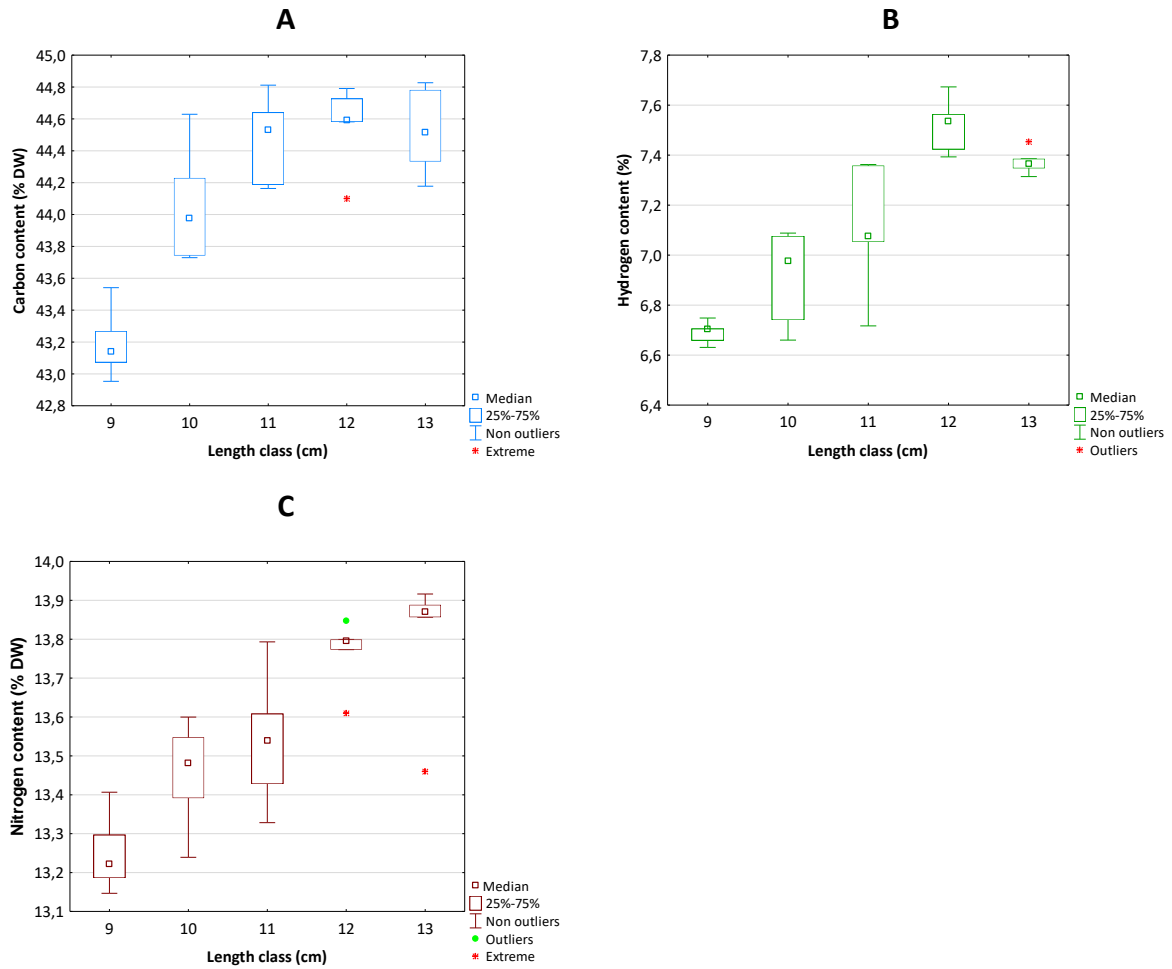 A
45,0
44,8
44,6
44,4
44,2
44,0
43,8
43,6
43,4
43,2
43,0
42,8
Carbon content (% DW)
9 10 11 12 13
Length class (cm)
Median
25%-75%
Non outliers
Extreme
B
7,8
7,6
7,4
7,2
7,0
6,8
6,6
6,4
Hydrogen content (%)
9 10 11 12 13
Length class (cm)
Median
25%-75%
Non outliers
Outliers
C
14,0
13,9
13,8
13,7
13,6
13,5
13,4
13,3
13,2
13,1
Nitrogen content (% DW)
9 10 11 12 13
Length class (cm)
Median
25%-75%
Non outliers
Outliers
Extreme